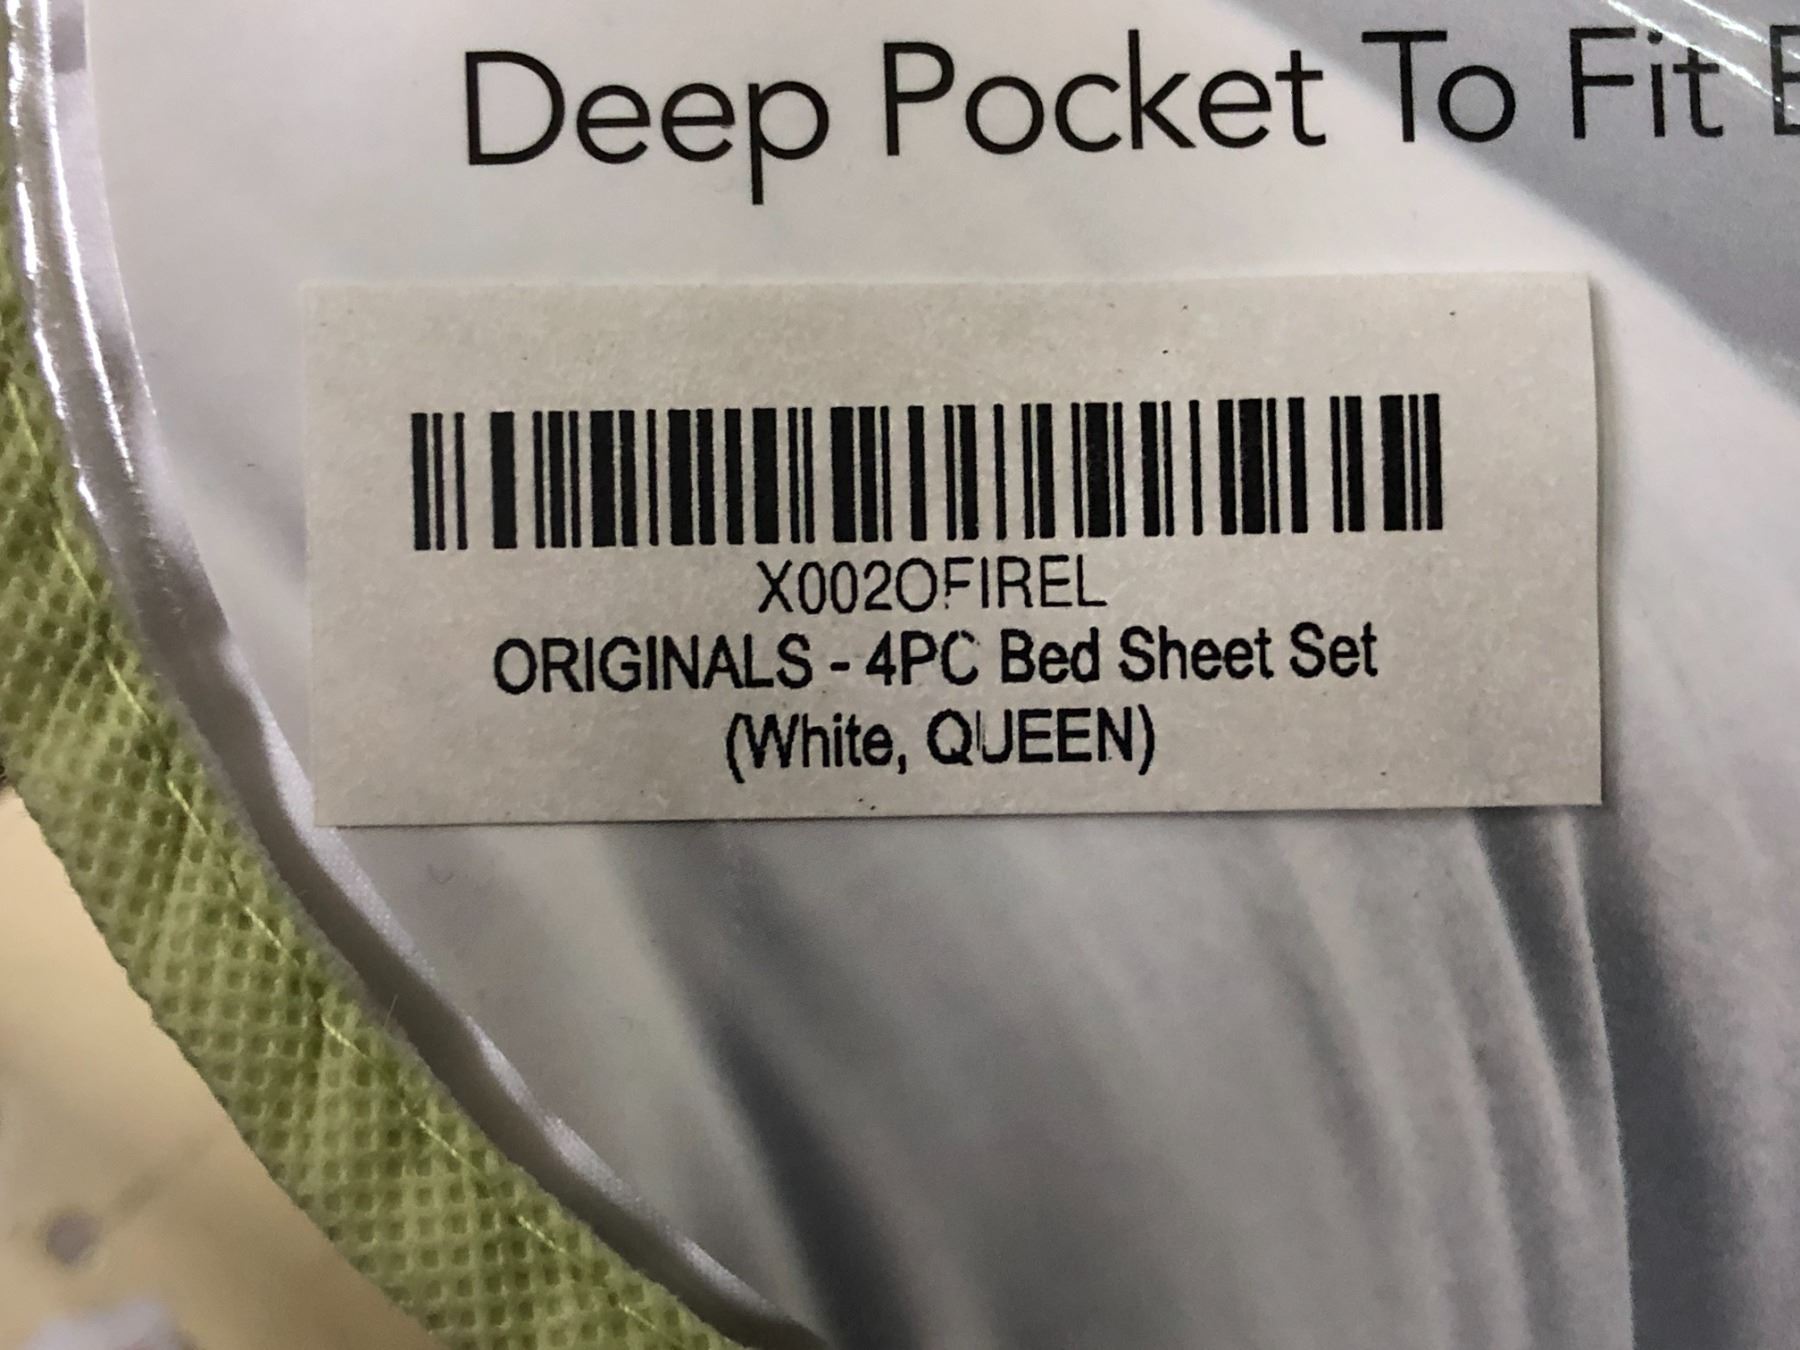 Deep Pocket To Fit
X002OFIREL
ORIGINALS - 4PC Bed Sheet Set
(White, QUEEN)